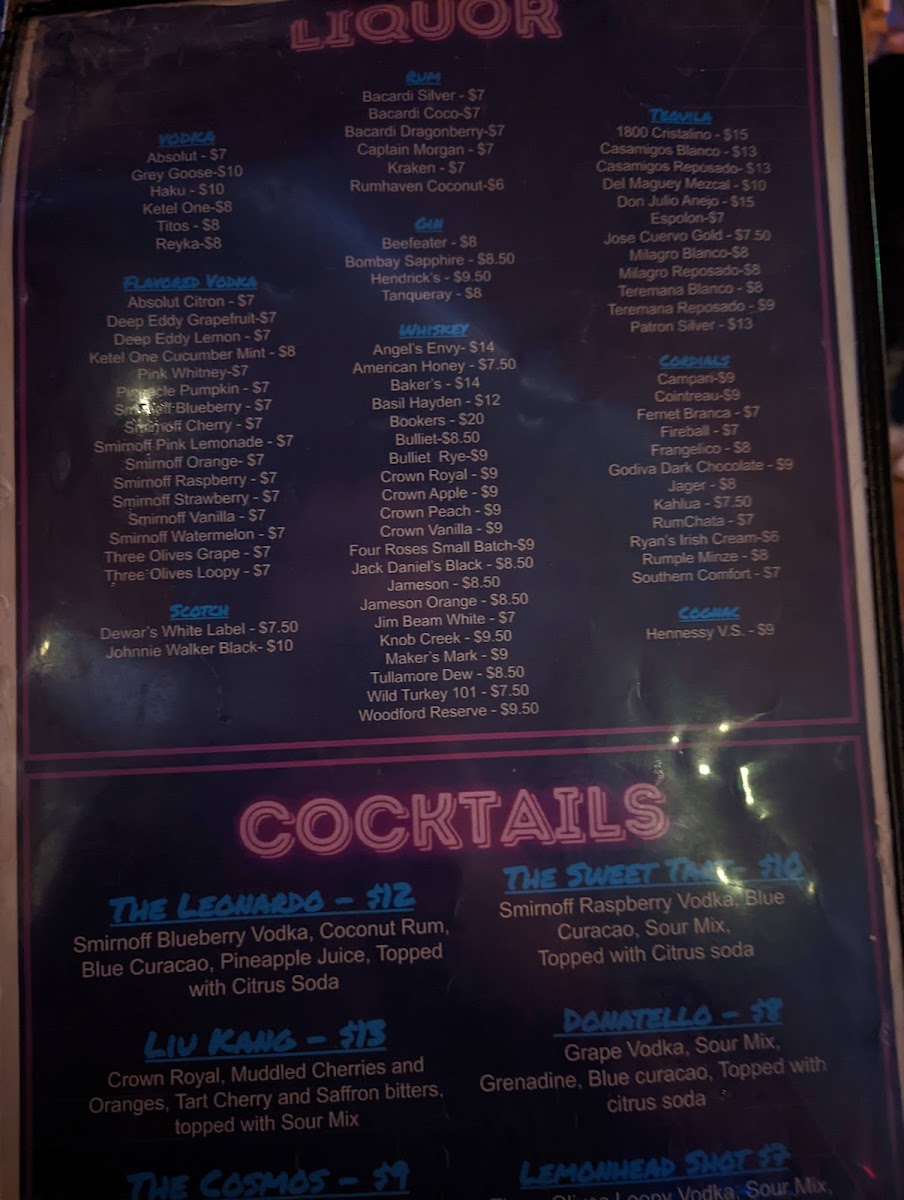 LIQUOR
VODKA
Absolut - $7
Grey Goose-$10
Haku - $10
Ketel One-$8
Titos - $8
Reyka-$8
FLAVORED VODKA
Absolut Citron - $7
Deep Eddy Grapefruit-$7
Deep Eddy Lemon - $7
Ketel One Cucumber Mint - $8
Pink Whitney-$7
Pinnacle Pumpkin - $7
Smirnoff Blueberry - $7
Smirnoff Cherry - $7
Smirnoff Pink Lemonade - $7
Smirnoff Orange- $7
Smirnoff Raspberry - $7
Smirnoff Strawberry - $7
Smirnoff Vanilla - $7
Smirnoff Watermelon - $7
Three Olives Grape - $7
Three Olives Loopy - $7
SCOTCH
Dewar's White Label - $7.50
Johnnie Walker Black- $10
RUM
Bacardi Silver - $7
Bacardi Coco-$7
Bacardi Dragonberry-$7
Captain Morgan - $7
Kraken - $7
Rumhaven Coconut-$6
GIN
Beefeater - $8
Bombay Sapphire - $8.50
Hendrick's - $9.50
Tanqueray - $8
WHISKEY
Angel's Envy- $14
American Honey - $7.50
Baker's - $14
Basil Hayden - $12
Bookers - $20
Bulliet-$8.50
Bulliet Rye-$9
Crown Royal - $9
Crown Apple - $9
Crown Peach - $9
Crown Vanilla - $9
Four Roses Small Batch-$9
Jack Daniel's Black - $8.50
Jameson - $8.50
Jameson Orange - $8.50
Jim Beam White - $7
Knob Creek - $9.50
Maker's Mark - $9
Tullamore Dew - $8.50
Wild Turkey 101 - $7.50
Woodford Reserve - $9.50
TEQUILA
1800 Cristalino - $15
Casamigos Blanco - $13
Casamigos Reposado- $13
Del Maguey Mezcal - $10
Don Julio Anejo - $15
Espolon-$7
Jose Cuervo Gold - $7.50
Milagro Blanco-$8
Milagro Reposado-$8
Teremana Blanco - $8
Teremana Reposado - $9
Patron Silver - $13
CORDIALS
Campari-$9
Cointreau-$9
Fernet Branca - $7
Fireball - $7
Frangelico - $8
Godiva Dark Chocolate - $9
Jager - $8
Kahlua - $7.50
RumChata - $7
Ryan's Irish Cream-$6
Rumple Minze - $8
Southern Comfort - $7
COGNAC
Hennessy V.S. - $9
COCKTAILS
THE LEONARDO - $12
Smirnoff Blueberry Vodka, Coconut Rum,
Blue Curacao, Pineapple Juice, Topped
with Citrus Soda
LIU KANG - $13
Crown Royal, Muddled Cherries and
Oranges, Tart Cherry and Saffron bitters,
topped with Sour Mix
THE COSMOS - $9
THE SWEET TART - $10
Smirnoff Raspberry Vodka, Blue
Curacao, Sour Mix,
Topped with Citrus soda
DONATELLO - $8
Grape Vodka, Sour Mix,
Grenadine, Blue curacao, Topped with
citrus soda
LEMONHEAD SHOT $7
Olives Loopy Vodka, Sour Mix,